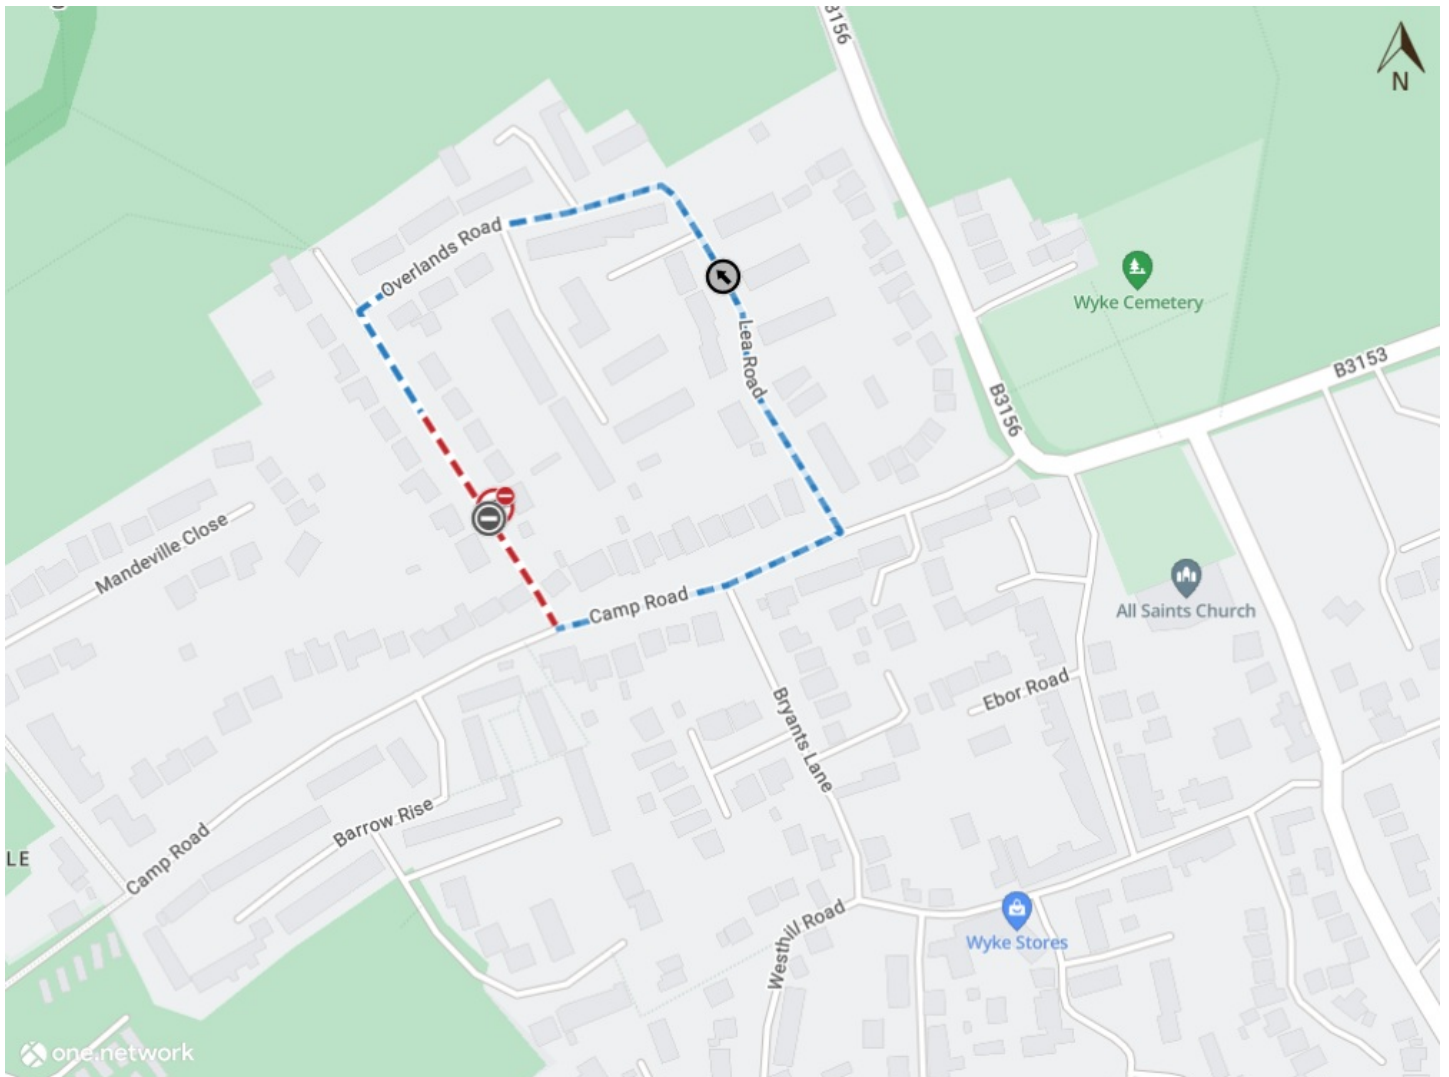 B3156
N
Overlands Road
Wyke Cemetery
Lea Road
B3153
B3156
Mandeville Close
All Saints Church
Camp Road
Ebor Road
Bryants Lane
Barrow Rise
Camp Road
LE
Westhill Road
Wyke Stores
one.network